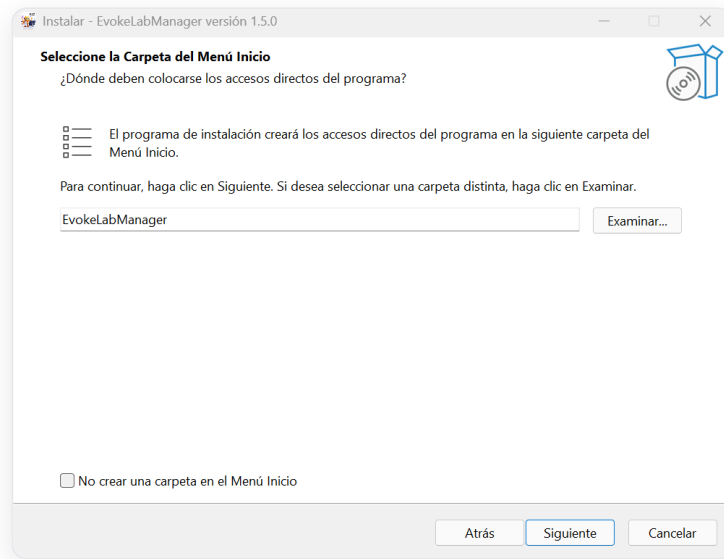 Instalar - EvokeLabManager versión 1.5.0
Seleccione la Carpeta del Menú Inicio
¿Dónde deben colocarse los accesos directos del programa?
El programa de instalación creará los accesos directos del programa en la siguiente carpeta del
Menú Inicio.
Para continuar, haga clic en Siguiente. Si desea seleccionar una carpeta distinta, haga clic en Examinar.
EvokeLabManager
Examinar...
No crear una carpeta en el Menú Inicio
Atrás
Siguiente
Cancelar